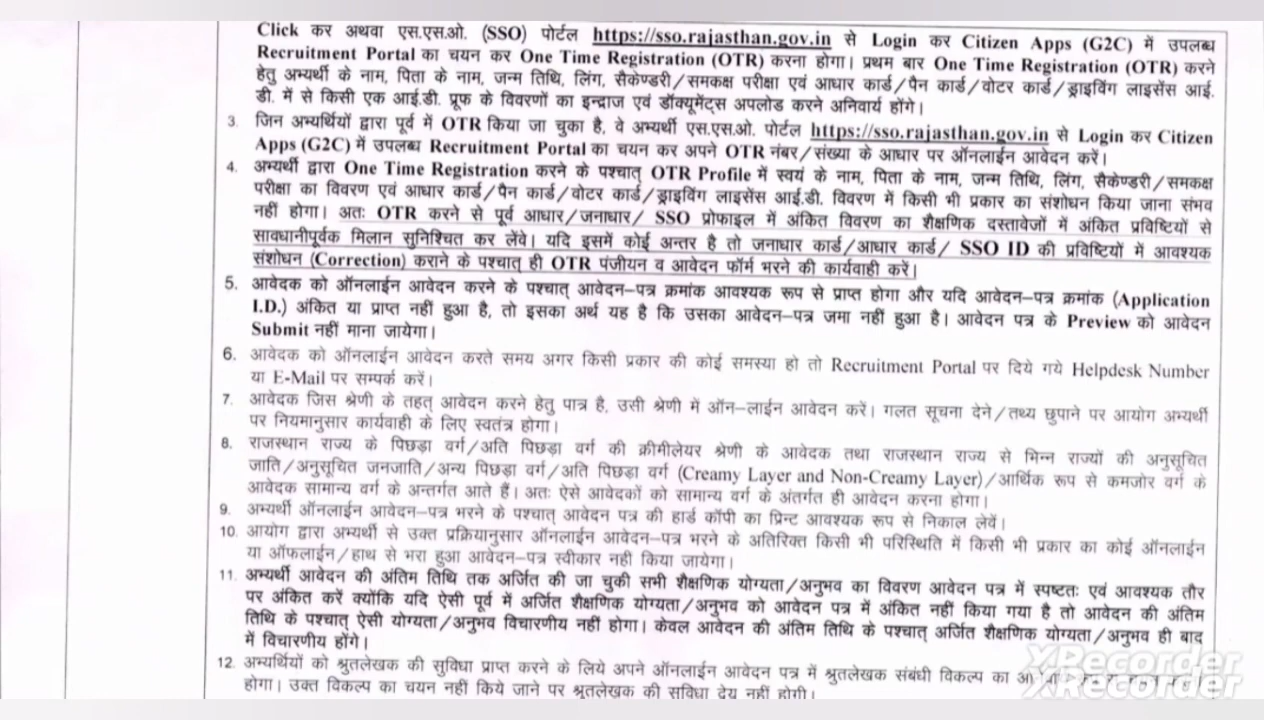 Click कर अथवा एस.एस.ओ. (SSO) पोर्टल https://sso.rajasthan.gov.in से Login कर Citizen Apps (G2C) में उपलब्ध
Recruitment Portal का चयन कर One Time Registration (OTR) करना होगा। प्रथम बार One Time Registration (OTR) करने
हेतु अभ्यर्थी के नाम, पिता के नाम, जन्म तिथि, लिंग, सैकेण्डरी/समकक्ष परीक्षा एवं आधार कार्ड/पैन कार्ड/वोटर कार्ड/ड्राइविंग लाइसेंस आई.
डी. में से किसी एक आई.डी. प्रूफ के विवरणों का इन्द्राज एवं डॉक्यूमेंट्स अपलोड करने अनिवार्य होंगे।
3. जिन अभ्यर्थियों द्वारा पूर्व में OTR किया जा चुका है, वे अभ्यर्थी एस.एस.ओ. पोर्टल https://sso.rajasthan.gov.in से Login कर Citizen
Apps (G2C) में उपलब्ध Recruitment Portal का चयन कर अपने OTR नंबर/संख्या के आधार पर ऑनलाईन आवेदन करें।
4. अभ्यर्थी द्वारा One Time Registration करने के पश्चात् OTR Profile में स्वयं के नाम, पिता के नाम, जन्म तिथि, लिंग, सैकेण्डरी/समकक्ष
परीक्षा का विवरण एवं आधार कार्ड/पैन कार्ड/वोटर कार्ड/ड्राइविंग लाइसेंस आई.डी. विवरण में किसी भी प्रकार का संशोधन किया जाना संभव
नहीं होगा। अतः OTR करने से पूर्व आधार/जनाधार/ SSO प्रोफाइल में अंकित विवरण का शैक्षणिक दस्तावेजों में अंकित प्रविष्टियों से
सावधानीपूर्वक मिलान सुनिश्चित कर लेंवे। यदि इसमें कोई अन्तर है तो जनाधार कार्ड/आधार कार्ड/ SSO ID की प्रविष्टियों में आवश्यक
संशोधन (Correction) कराने के पश्चात् ही OTR पंजीयन व आवेदन फॉर्म भरने की कार्यवाही करें।
5. आवेदक को ऑनलाईन आवेदन करने के पश्चात् आवेदन-पत्र क्रमांक आवश्यक रूप से प्राप्त होगा और यदि आवेदन-पत्र क्रमांक (Application
I.D.) अंकित या प्राप्त नहीं हुआ है, तो इसका अर्थ यह है कि उसका आवेदन-पत्र जमा नहीं हुआ है। आवेदन पत्र के Preview को आवेदन
Submit नहीं माना जायेगा।
6. आवेदक को ऑनलाईन आवेदन करते समय अगर किसी प्रकार की कोई समस्या हो तो Recruitment Portal पर दिये गये Helpdesk Number
या E-Mail पर सम्पर्क करें।
7. आवेदक जिस श्रेणी के तहत् आवेदन करने हेतु पात्र है, उसी श्रेणी में ऑन-लाईन आवेदन करें। गलत सूचना देने/तथ्य छुपाने पर आयोग अभ्यर्थी
पर नियमानुसार कार्यवाही के लिए स्वतंत्र होगा।
8. राजस्थान राज्य के पिछड़ा वर्ग/अति पिछड़ा वर्ग की क्रीमीलेयर श्रेणी के आवेदक तथा राजस्थान राज्य से भिन्न राज्यों की अनुसूचित
जाति/अनुसूचित जनजाति/अन्य पिछड़ा वर्ग/अति पिछड़ा वर्ग (Creamy Layer and Non-Creamy Layer)/आर्थिक रूप से कमजोर वर्ग के
आवेदक सामान्य वर्ग के अन्तर्गत आते हैं। अतः ऐसे आवेदकों को सामान्य वर्ग के अंतर्गत ही आवेदन करना होगा।
9. अभ्यर्थी ऑनलाईन आवेदन-पत्र भरने के पश्चात् आवेदन पत्र की हार्ड कॉपी का प्रिन्ट आवश्यक रूप से निकाल लेवें।
10. आयोग द्वारा अभ्यर्थी से उक्त प्रक्रियानुसार ऑनलाईन आवेदन-पत्र भरने के अतिरिक्त किसी भी परिस्थिति में किसी भी प्रकार का कोई ऑनलाईन
या ऑफलाईन/हाथ से भरा हुआ आवेदन-पत्र स्वीकार नही किया जायेगा।
11. अभ्यर्थी आवेदन की अंतिम तिथि तक अर्जित की जा चुकी सभी शैक्षणिक योग्यता/अनुभव का विवरण आवेदन पत्र में स्पष्टतः एवं आवश्यक तौर
पर अंकित करें क्योंकि यदि ऐसी पूर्व में अर्जित शैक्षणिक योग्यता/अनुभव को आवेदन पत्र में अंकित नहीं किया गया है तो आवेदन की अंतिम
तिथि के पश्चात् ऐसी योग्यता/अनुभव विचारणीय नहीं होगा। केवल आवेदन की अंतिम तिथि के पश्चात् अर्जित शैक्षणिक योग्यता/अनुभव ही बाद
में विचारणीय होंगे।
12. अभ्यर्थियों को श्रुतलेखक की सुविधा प्राप्त करने के लिये अपने ऑनलाईन आवेदन पत्र में श्रुतलेखक संबंधी विकल्प का
होगा। उक्त विकल्प का चयन नहीं किये जाने पर श्रुतलेखक की सुविधा देय नहीं होगी।
XRecorder
XRecorder